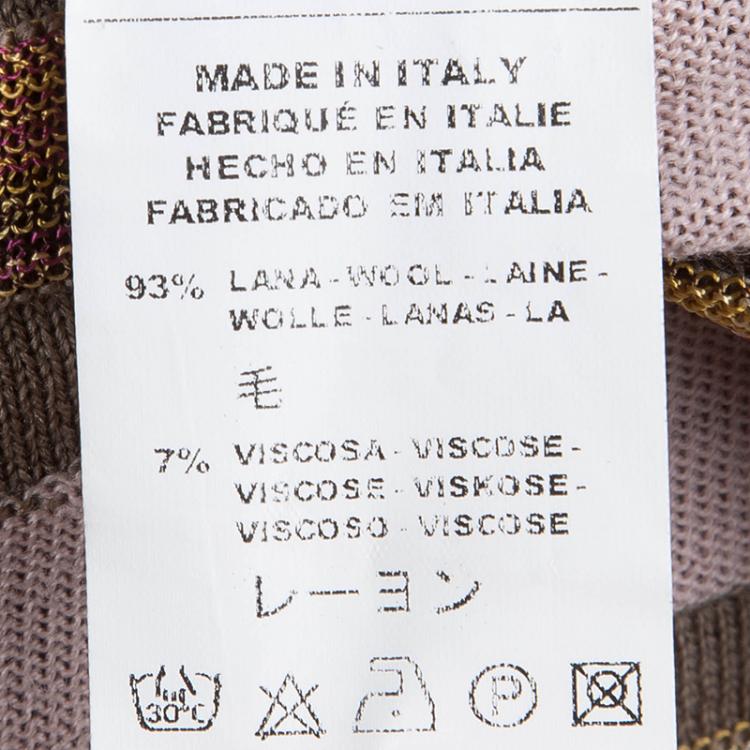 MADE IN ITALY
FABRIQUÉ EN ITALIE
HECHO EN ITALIA
FABRICADO EM ITALIA
93% LANA - WOOL - LAINE -
WOLLE - LANAS - LA
毛
7% VISCOSA - VISCOSE -
VISCOSE - VISKOSE -
VISCOSO - VISCOSE
レーヨン
30°C P